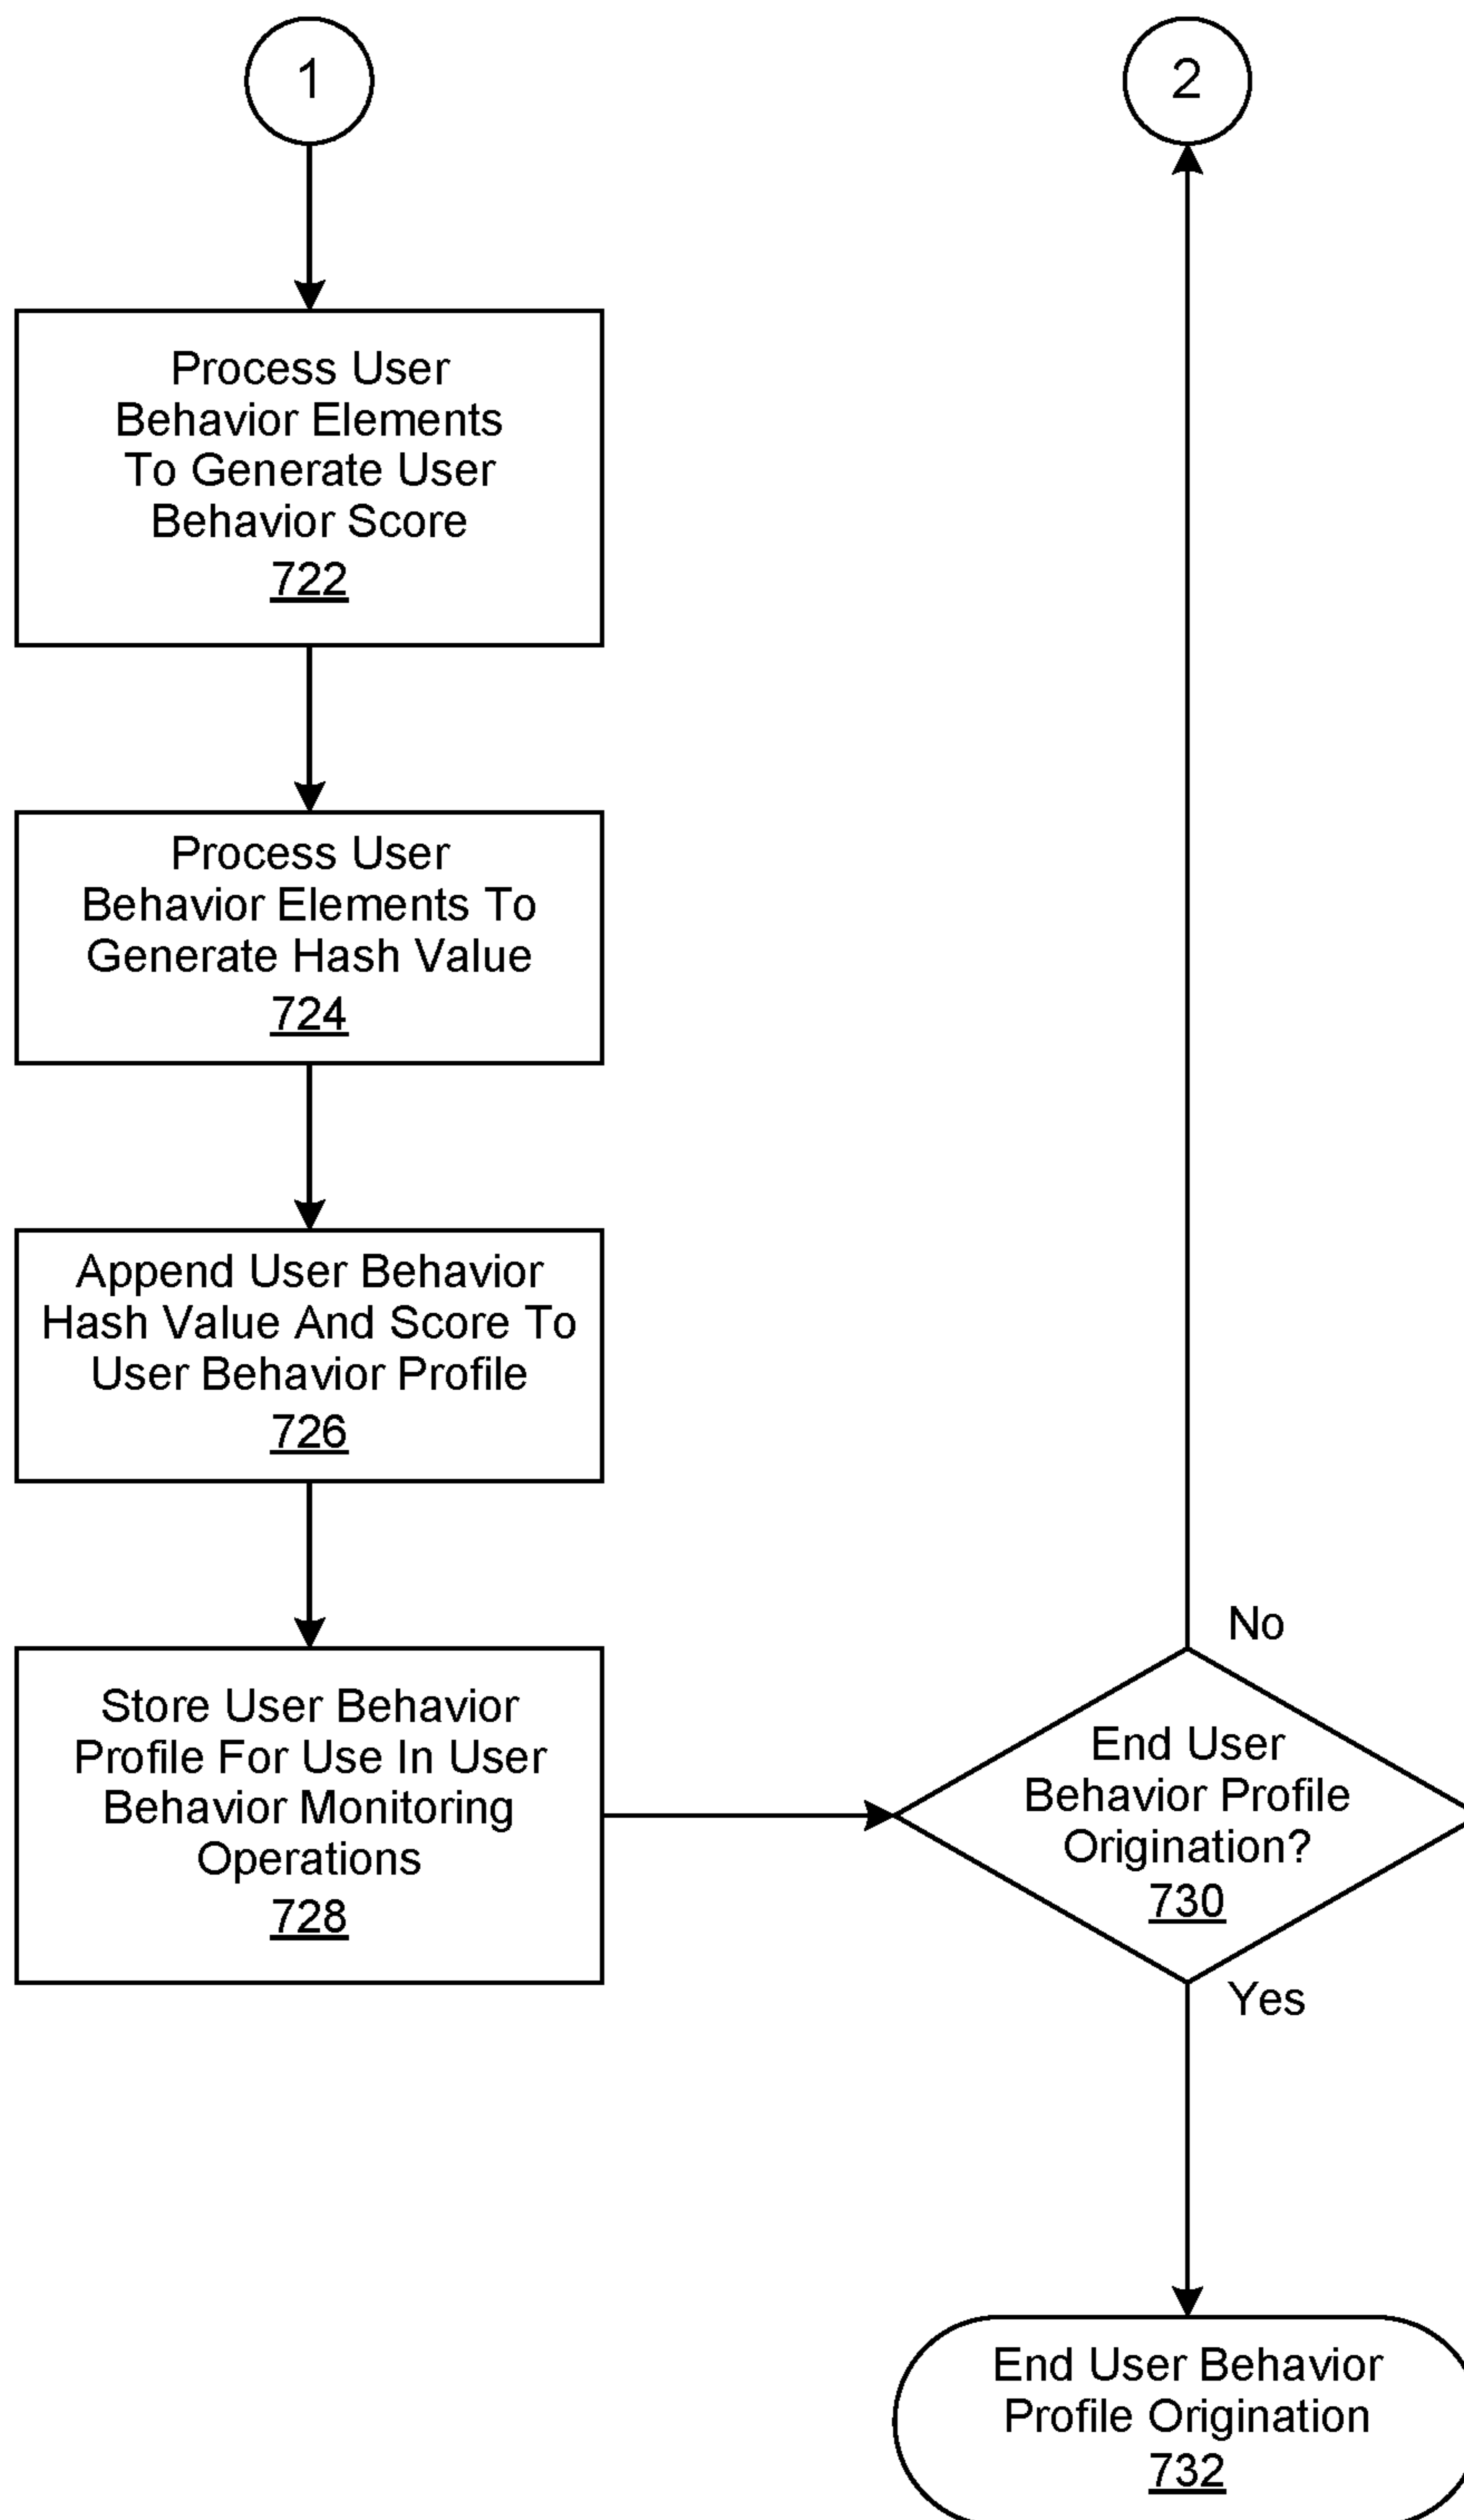 1
2
Process User
Behavior Elements
To Generate User
Behavior Score
722
Process User
Behavior Elements To
Generate Hash Value
724
Append User Behavior
Hash Value And Score To
User Behavior Profile
726
Store User Behavior
Profile For Use In User
Behavior Monitoring
Operations
728
No
End User
Behavior Profile
Origination?
730
Yes
End User Behavior
Profile Origination
732